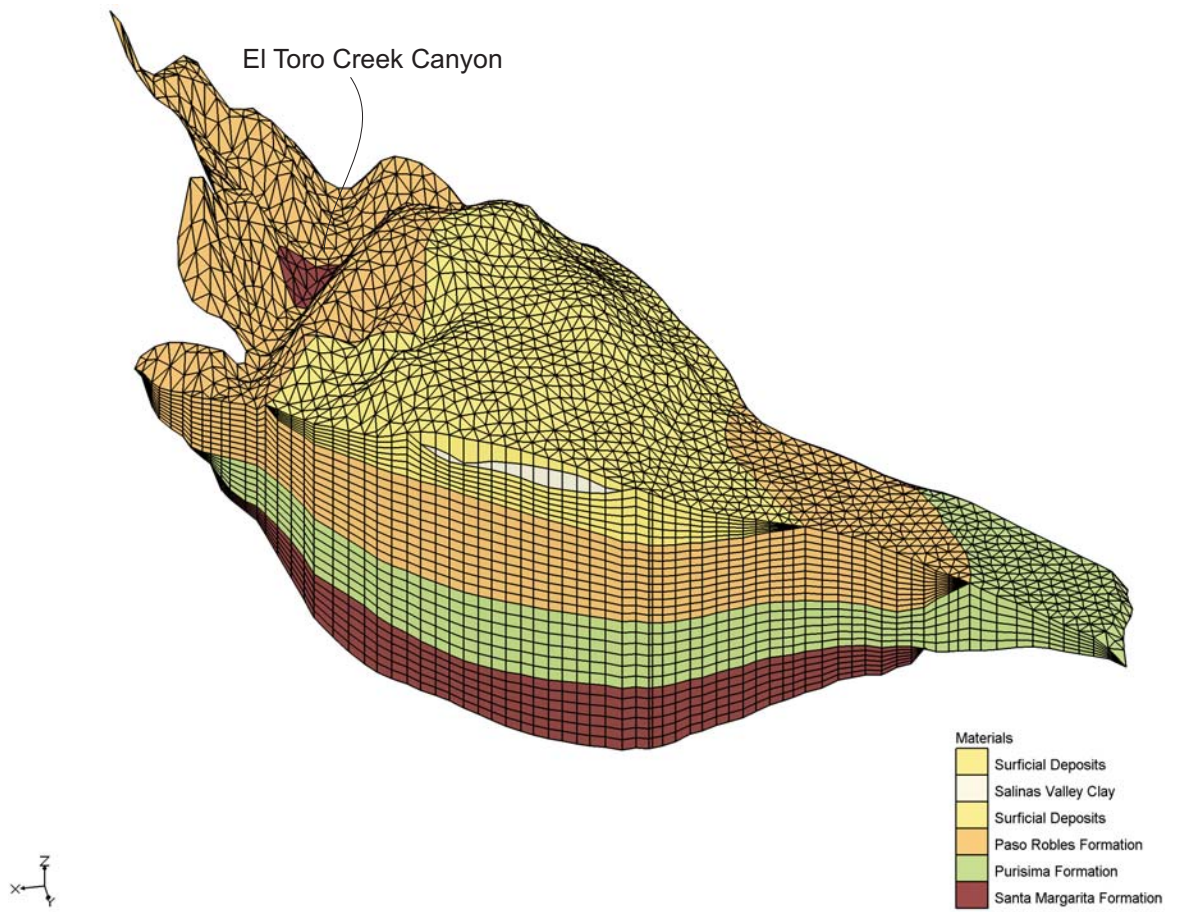 El Toro Creek Canyon
Materials
Surficial Deposits
Salinas Valley Clay
Surficial Deposits
Paso Robles Formation
Purisima Formation
Santa Margarita Formation
Z
X
Y